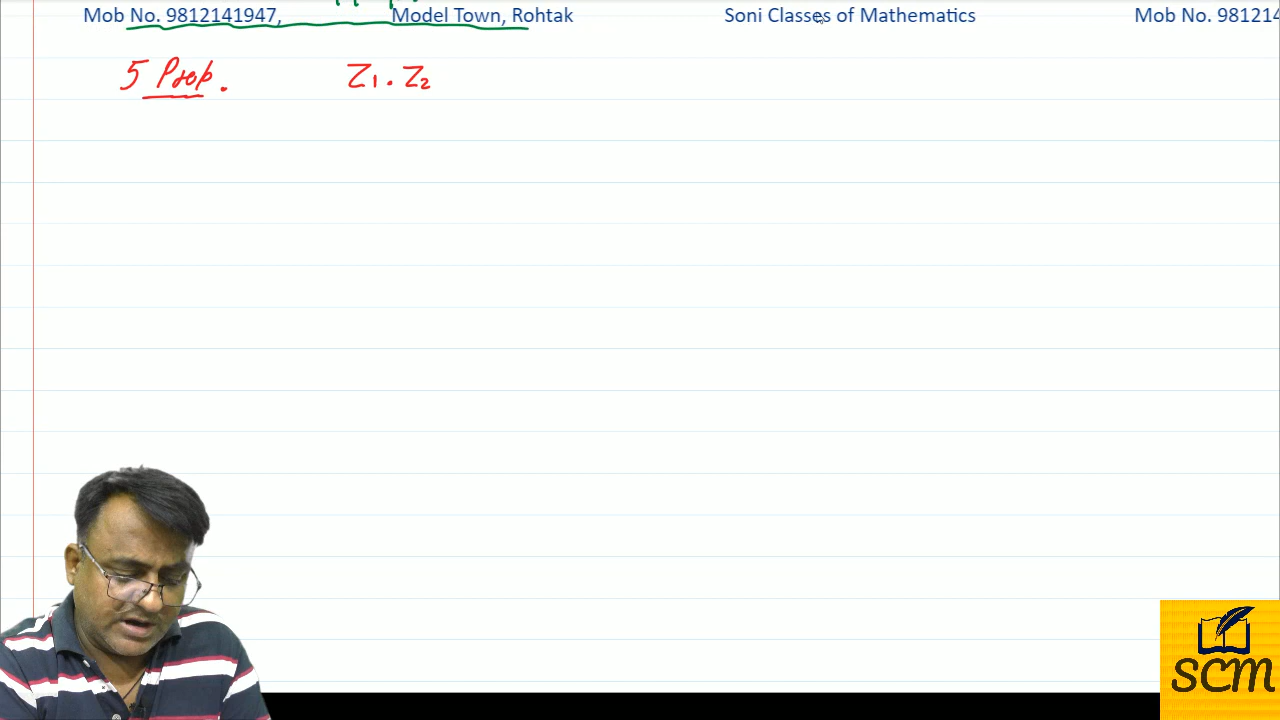 Mob No. 9812141947, Model Town, Rohtak Soni Classes of Mathematics Mob No. 981214
5 Prop. Z1 . Z2
SCM